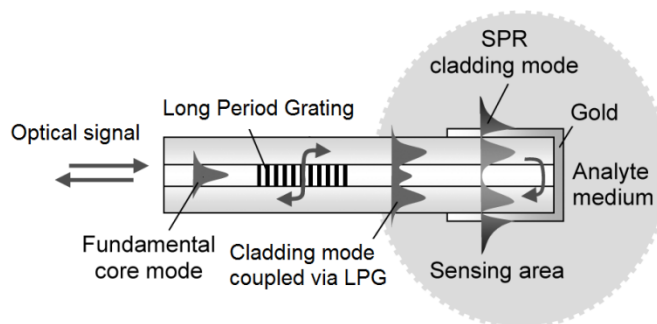 SPR
cladding mode
Long Period Grating
Gold
Optical signal
Analyte
medium
Fundamental
core mode
Cladding mode
coupled via LPG
Sensing area